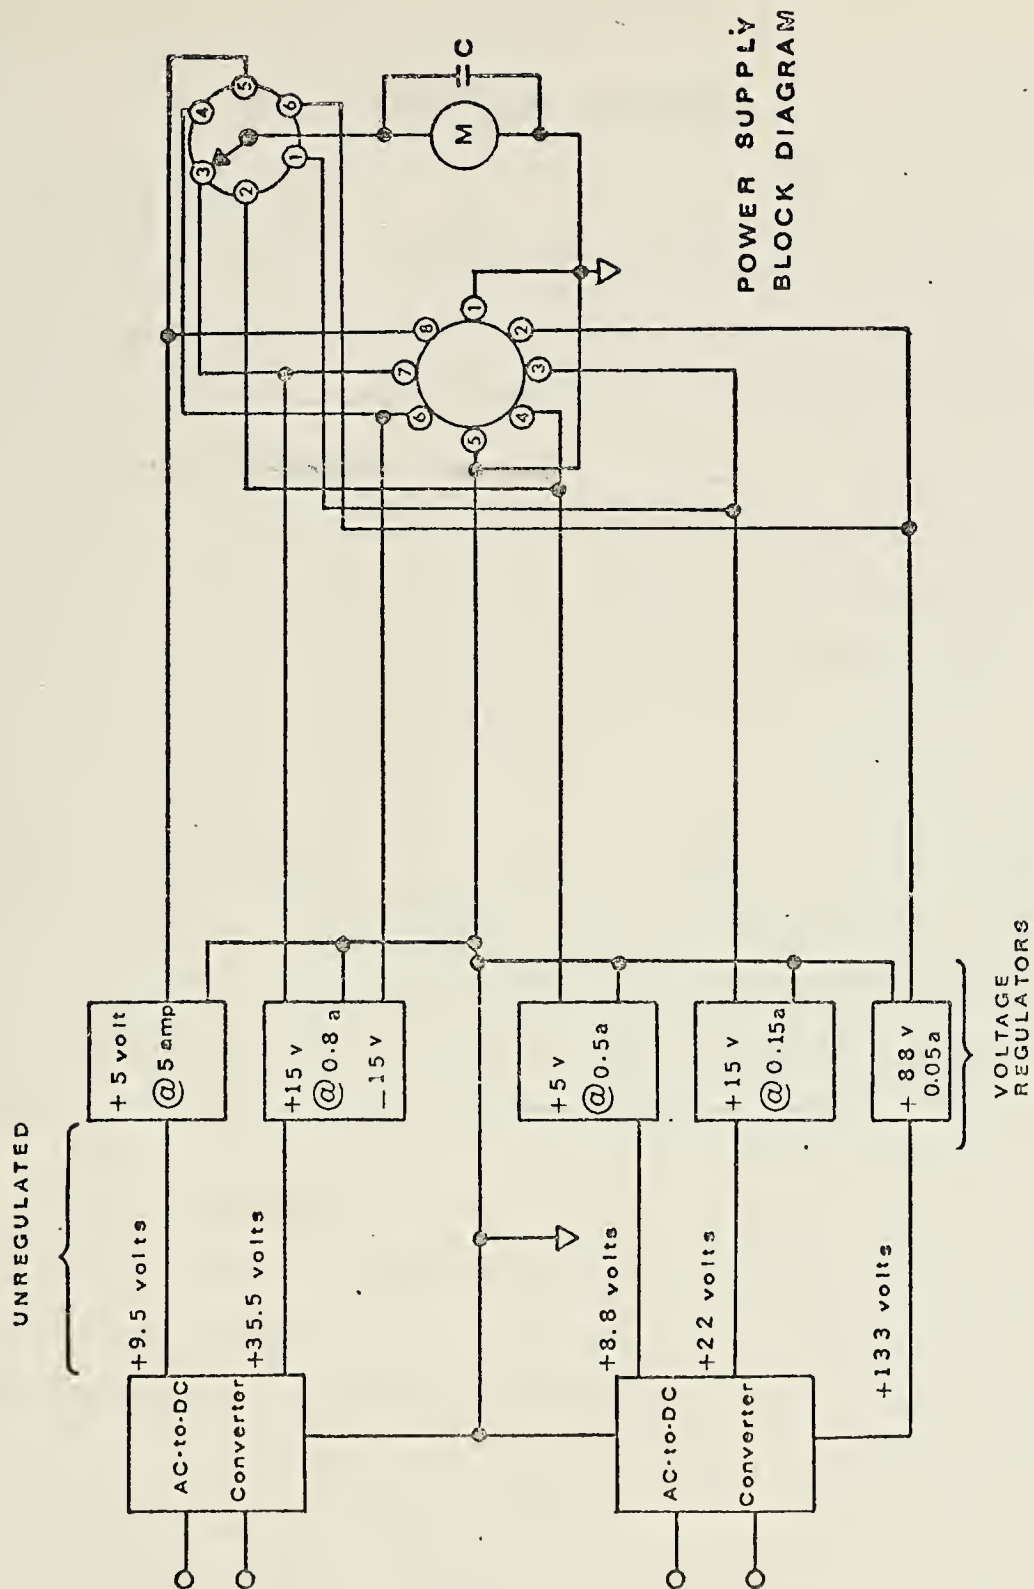 POWER SUPPLY
BLOCK DIAGRAM
5
4
6
3
1
2
C
M
1
8
2
7
3
6
4
5
UNREGULATED
+5 volt
@5 amp
+15 v
@0.8 a
—15 v
+5 v
@0.5a
+15 v
@0.15a
+ 88 v
0.05a
VOLTAGE
REGULATORS
+9.5 volts
+35.5 volts
+8.8 volts
+22 volts
+133 volts
AC-to-DC
Converter
AC-to-DC
Converter